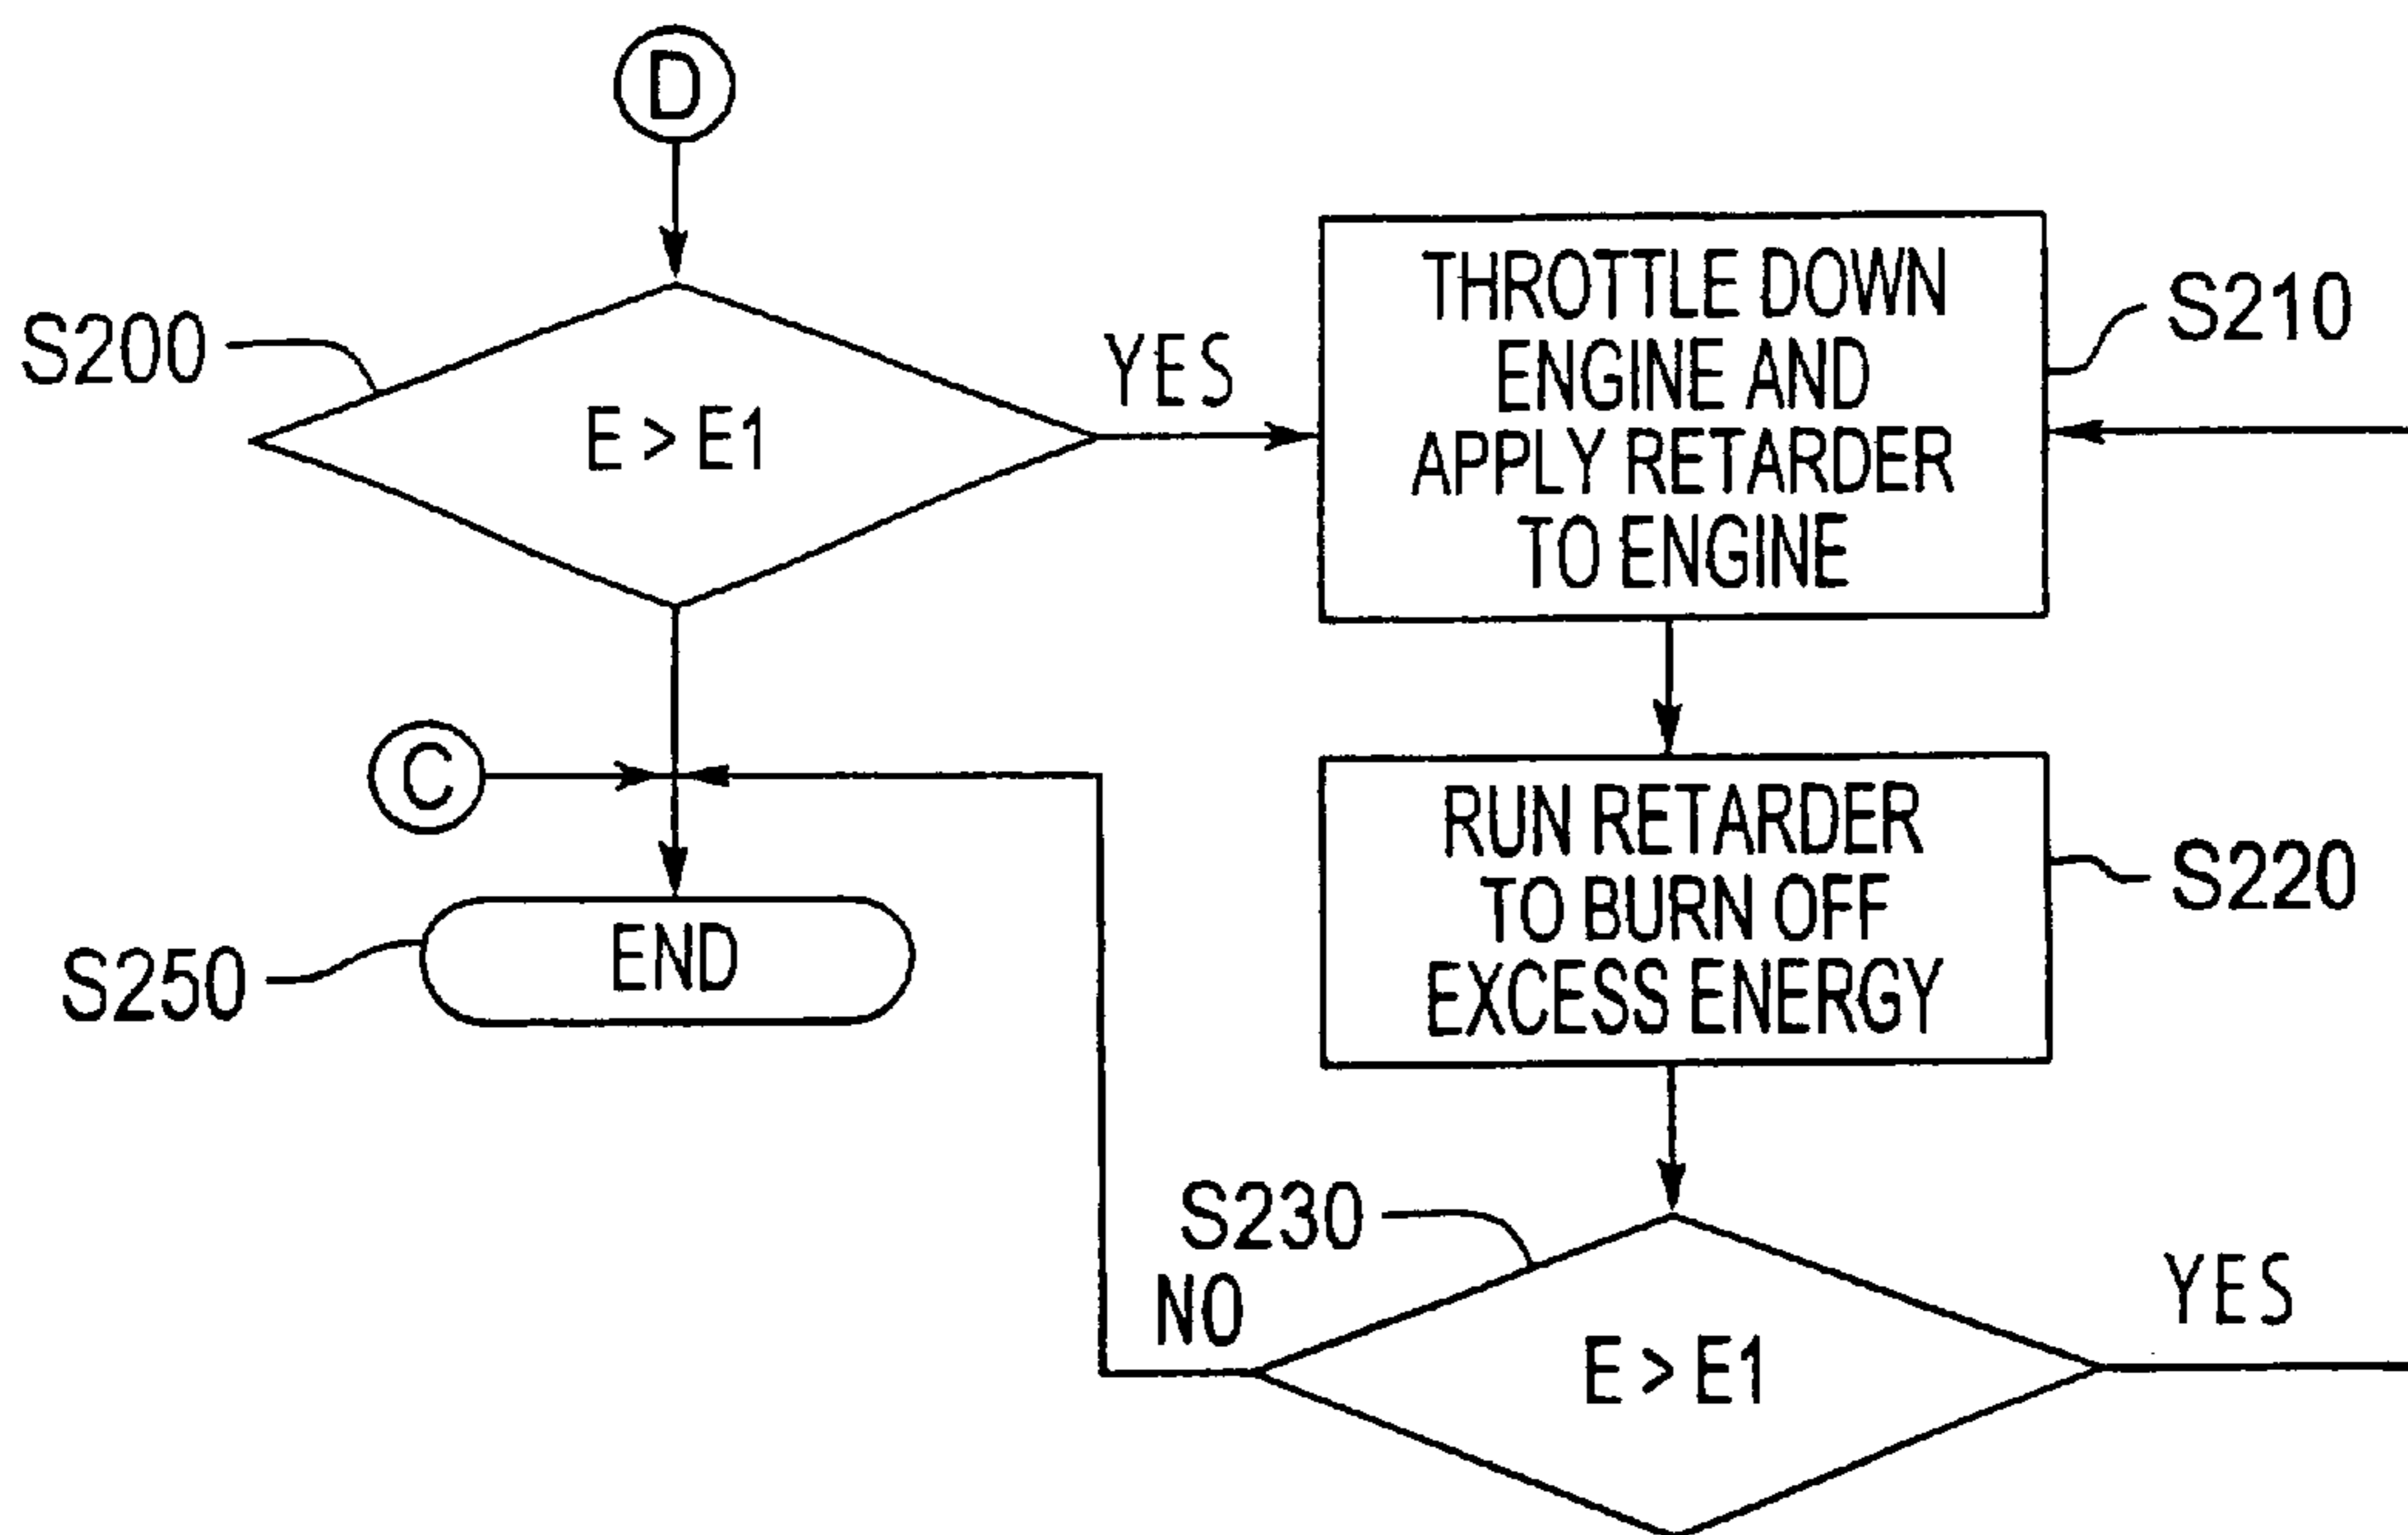 D
S200
E > E1
YES
THROTTLE DOWN
ENGINE AND
APPLY RETARDER
TO ENGINE
S210
C
RUN RETARDER
TO BURN OFF
EXCESS ENERGY
S220
END
S250
S230
NO
E > E1
YES